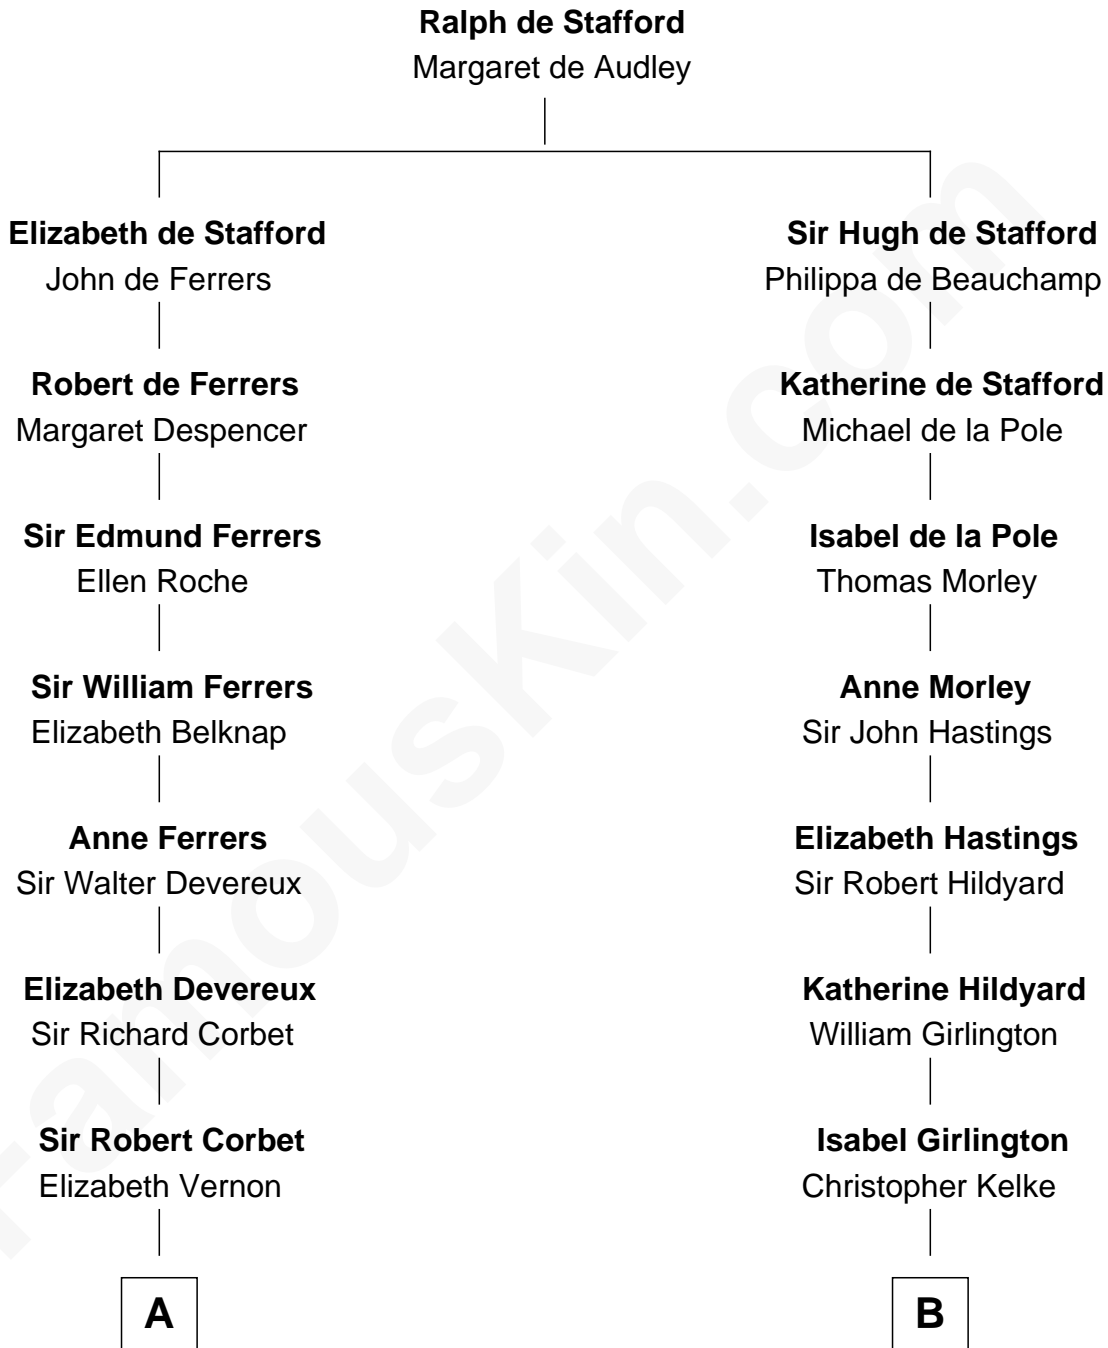 Ralph de Stafford
Margaret de Audley
Elizabeth de Stafford
John de Ferrers
Sir Hugh de Stafford
Philippa de Beauchamp
Robert de Ferrers
Margaret Despencer
Katherine de Stafford
Michael de la Pole
Sir Edmund Ferrers
Ellen Roche
Isabel de la Pole
Thomas Morley
Sir William Ferrers
Elizabeth Belknap
Anne Morley
Sir John Hastings
Anne Ferrers
Sir Walter Devereux
Elizabeth Hastings
Sir Robert Hildyard
Elizabeth Devereux
Sir Richard Corbet
Katherine Hildyard
William Girlington
Sir Robert Corbet
Elizabeth Vernon
Isabel Girlington
Christopher Kelke
A
B
FamousKin.com